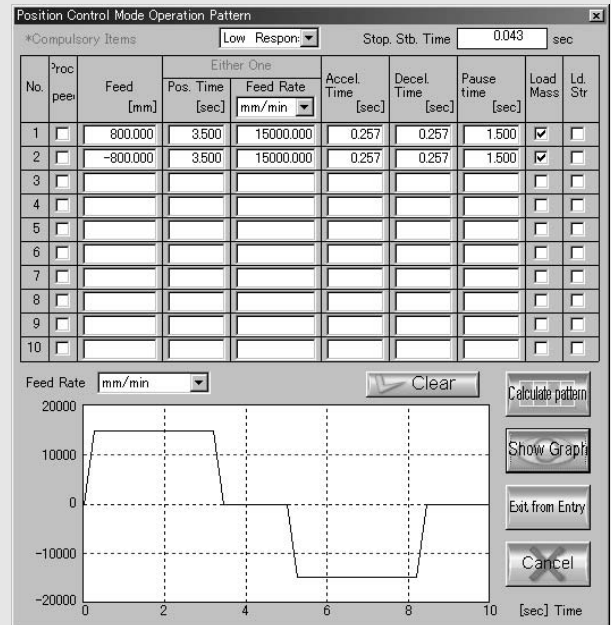 Position Control Mode Operation Pattern
*Compulsory Items Low Respon: Stop. Stb. Time 0.043 sec
No. Proc peed Feed [mm] Either One Pos. Time [sec] Feed Rate mm/min Accel. Time [sec] Decel. Time [sec] Pause time [sec] Load Mass Ld. Str
1 800.000 3.500 15000.000 0.257 0.257 1.500
2 -800.000 3.500 15000.000 0.257 0.257 1.500
3
4
5
6
7
8
9
10
Feed Rate mm/min Clear
Calculate pattern
Show Graph
Exit from Entry
Cancel
20000
10000
0
-10000
-20000
0 2 4 6 8 10 [sec] Time